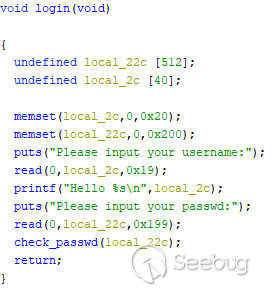 void login(void)
{
undefined local_22c [512];
undefined local_2c [40];
memset(local_2c,0,0x20);
memset(local_22c,0,0x200);
puts("Please input your username:");
read(0,local_2c,0x19);
printf("Hello %s\n",local_2c);
puts("Please input your passwd:");
read(0,local_22c,0x199);
check_passwd(local_22c);
return;
}
Seebug